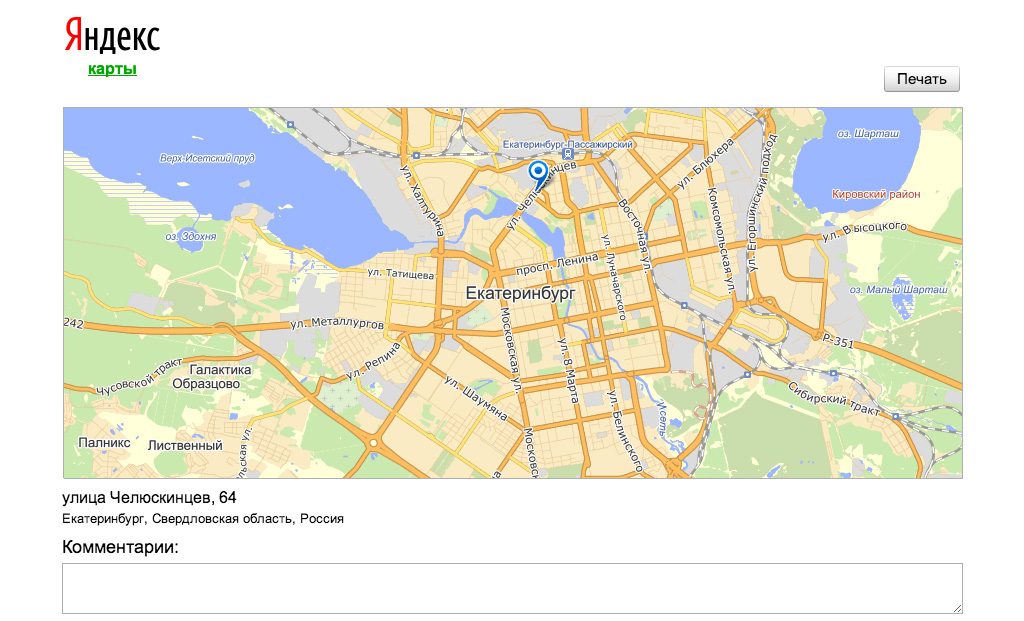 Яндекс
карты
Печать
оз. Шарташ
Екатеринбург-Пассажирский
Верх-Исетский пруд
ул. Блюхера
ул. Челюскинцев
ул. Халтурина
Кировский район
Комсомольская ул.
ул. Егоршинский подход
Восточная ул.
ул. Высоцкого
оз. Здохня
ул. Луначарского
просп. Ленина
ул. Татищева
Екатеринбург
оз. Малый Шарташ
242
ул. Металлургов
Московская ул.
Р-351
ул. Репина
ул. 8 Марта
Чусовской тракт
Галактика
Образцово
ул. Шаумяна
Сибирский тракт
ул. Белинского
Исеть
Палникс
Лиственный
льская ул.
Московск
улица Челюскинцев, 64
Екатеринбург, Свердловская область, Россия
Комментарии: